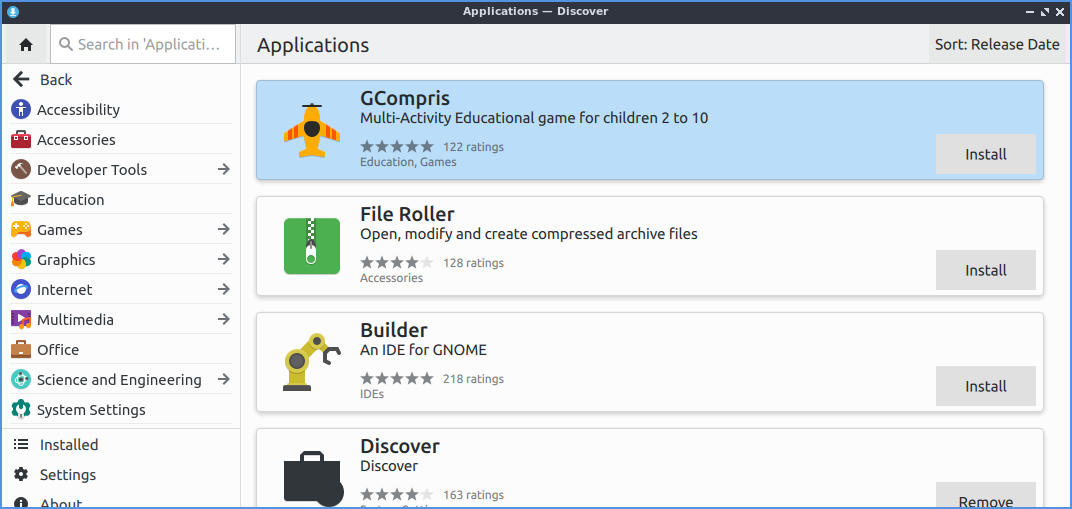 Applications — Discover
Search in 'Applicati...
Applications
Sort: Release Date
Back
Accessibility
Accessories
Developer Tools
Education
Games
Graphics
Internet
Multimedia
Office
Science and Engineering
System Settings
Installed
Settings
About
GCompris
Multi-Activity Educational game for children 2 to 10
122 ratings
Education, Games
Install
File Roller
Open, modify and create compressed archive files
128 ratings
Accessories
Install
Builder
An IDE for GNOME
218 ratings
IDEs
Install
Discover
Discover
163 ratings
Remove